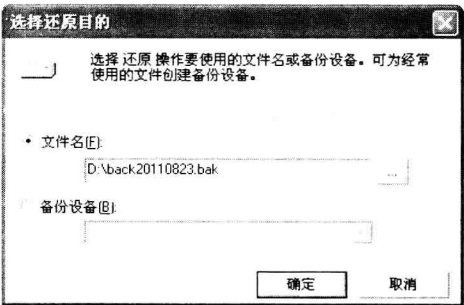 选择还原目的
选择 还原 操作要使用的文件名或备份设备。可为经常
使用的文件创建备份设备。
文件名(F):
D:\back20110823.bak
...
备份设备(B):
确定
取消